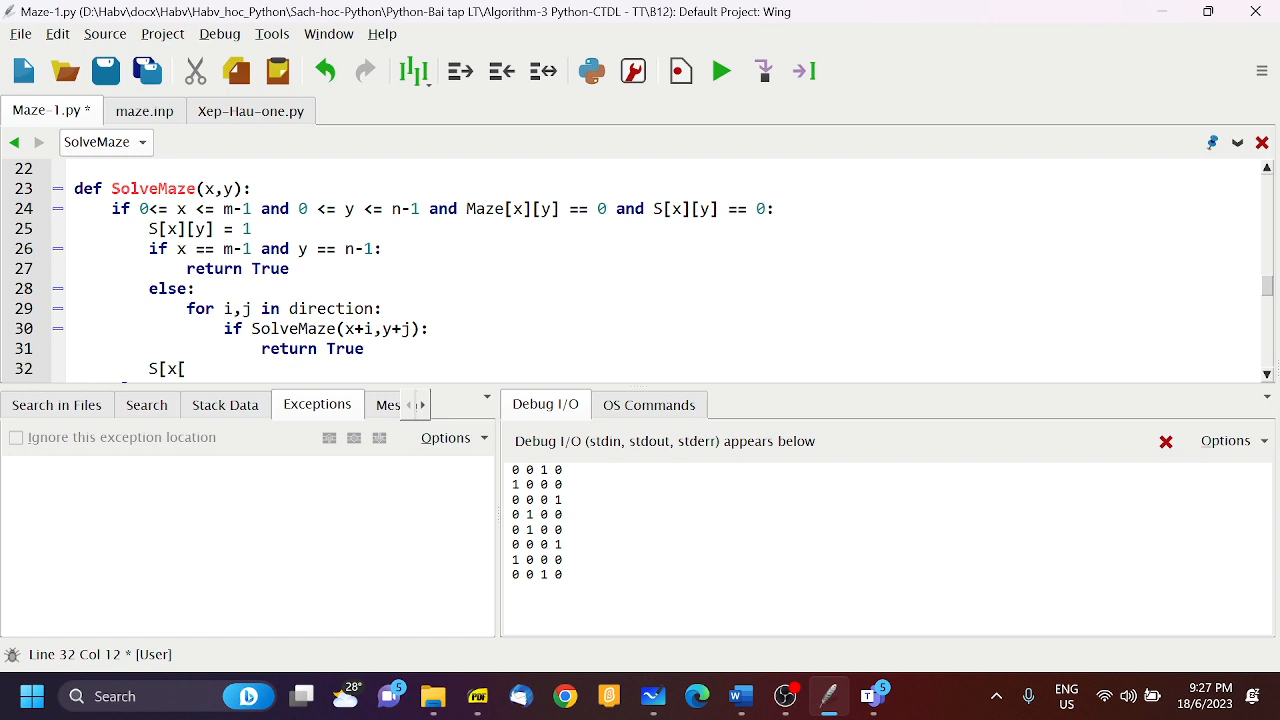 Maze-1.py (D:\Habv\docx\Habv\Habv_hoc_Python\Sach-hoc-Python\Python-Bai tap LT\Algorithm-3 Python-CTDL - TT\B12): Default Project: Wing
File Edit Source Project Debug Tools Window Help
Maze-1.py * maze.inp Xep-Hau-one.py
SolveMaze
22
23 def SolveMaze(x,y):
24 if 0<= x <= m-1 and 0 <= y <= n-1 and Maze[x][y] == 0 and S[x][y] == 0:
25 S[x][y] = 1
26 if x == m-1 and y == n-1:
27 return True
28 else:
29 for i,j in direction:
30 if SolveMaze(x+i,y+j):
31 return True
32 S[x[
Search in Files Search Stack Data Exceptions Mes
Debug I/O OS Commands
Ignore this exception location Options
Debug I/O (stdin, stdout, stderr) appears below Options
0 0 1 0
1 0 0 0
0 0 0 1
0 1 0 0
0 1 0 0
0 0 0 1
1 0 0 0
0 0 1 0
Line 32 Col 12 * [User]
Search
28°
5
PDF
5
ENG
US
9:27 PM
18/6/2023